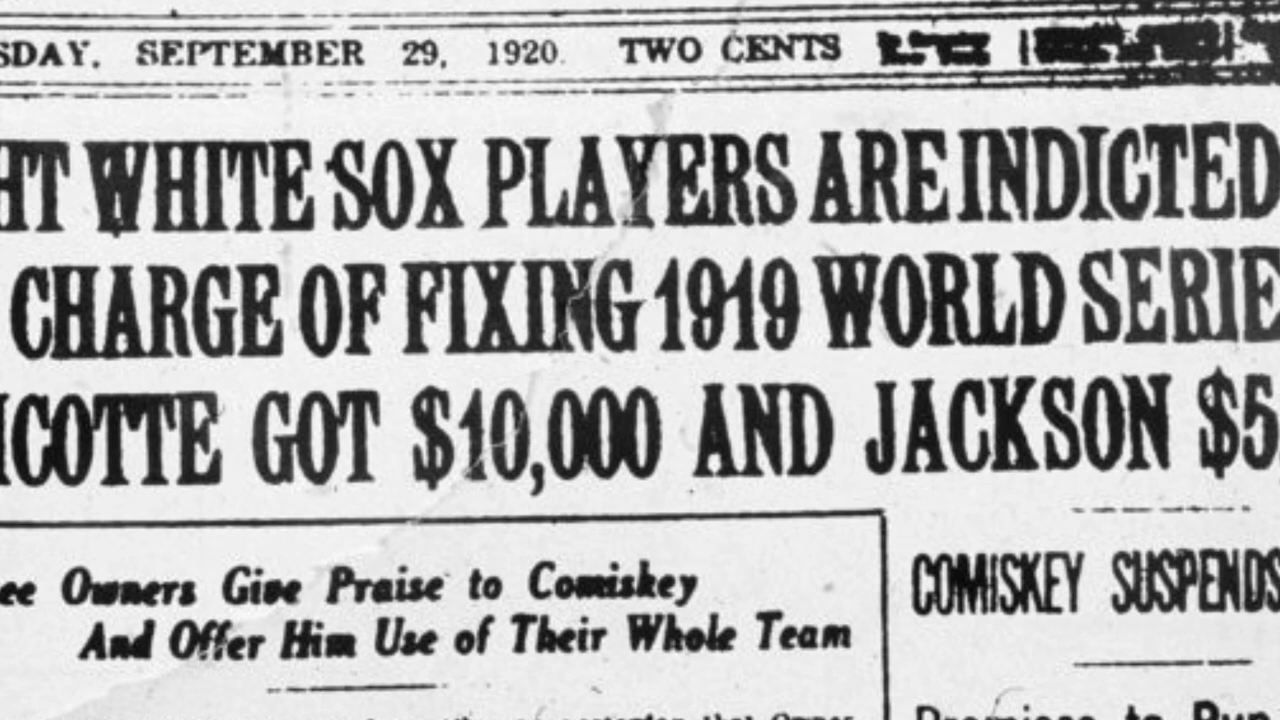 SDAY, SEPTEMBER 29, 1920. TWO CENTS
HT WHITE SOX PLAYERS ARE INDICTED
CHARGE OF FIXING 1919 WORLD SERIE
ICOTTE GOT $10,000 AND JACKSON $5,
ee Owners Give Praise to Comiskey
And Offer Him Use of Their Whole Team
COMISKEY SUSPENDS